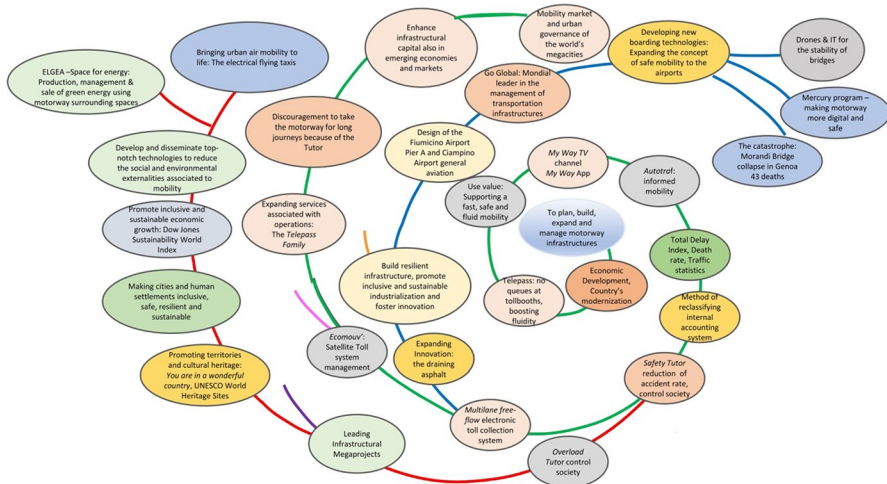 Enhance
infrastructural
capital also in
emerging economies
and markets
Mobility market
and urban
governance of
the world's
megacities
Developing new
boarding technologies:
Expanding the concept
of safe mobility to the
airports
Drones & IT for
the stability of
bridges
Bringing urban air mobility to
life: The electrical flying taxis
ELGEA –Space for energy:
Production, management &
sale of green energy using
motorway surrounding spaces
Go Global: Mondial
leader in the
management of
transportation
infrastructures
Mercury program –
making motorway
more digital and
safe
Discouragement to take
the motorway for long
journeys because of the
Tutor
Design of the
Fiumicino Airport
Pier A and Ciampino
Airport general
aviation
The catastrophe:
Morandi Bridge
collapse in Genoa
43 deaths
Develop and disseminate top-
notch technologies to reduce
the social and environmental
externalities associated to
mobility
My Way TV
channel
My Way App
Autotraf:
informed
mobility
Use value:
Supporting a
fast, safe and
fluid mobility
Promote inclusive and
sustainable economic
growth: Dow Jones
Sustainability World
Index
Expanding services
associated with
operations:
The Telepass
Family
To plan, build,
expand and
manage motorway
infrastructures
Total Delay
Index, Death
rate, Traffic
statistics
Build resilient
infrastructure, promote
inclusive and sustainable
industrialization and
foster innovation
Telepass: no
queues at
tollbooths,
boosting
fluidity
Economic
Development,
Country's
modernization
Making cities and human
settlements inclusive,
safe, resilient and
sustainable
Method of
reclassifying
internal
accounting
system
Ecomouv':
Satellite Toll
system
management
Expanding
Innovation:
the draining
asphalt
Promoting territories
and cultural heritage:
You are in a wonderful
country, UNESCO World
Heritage Sites
Safety Tutor
reduction of
accident rate,
control society
Multilane free-
flow electronic
toll collection
system
Leading
Infrastructural
Megaprojects
Overload
Tutor control
society